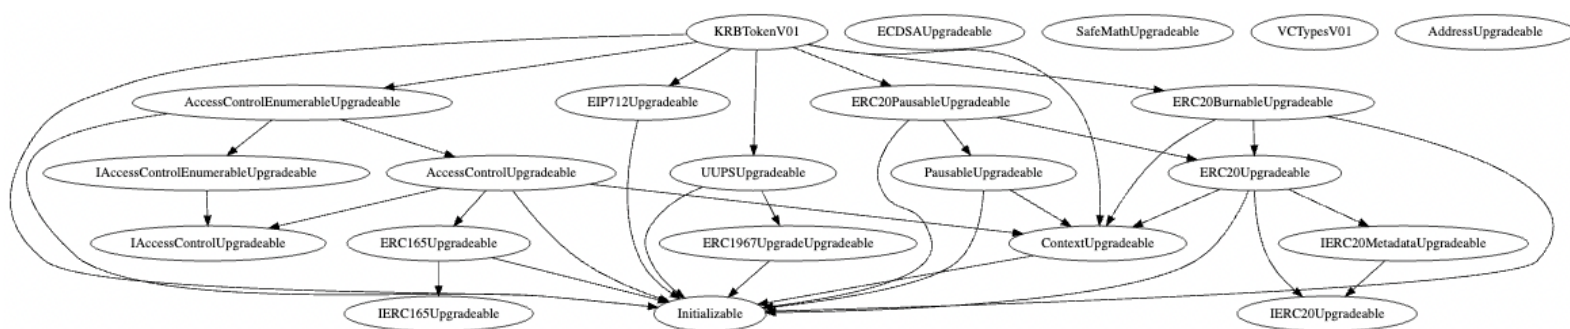 KRBTokenV01
ECDSAUpgradeable
SafeMathUpgradeable
VCTypesV01
AddressUpgradeable
AccessControlEnumerableUpgradeable
EIP712Upgradeable
ERC20PausableUpgradeable
ERC20BurnableUpgradeable
IAccessControlEnumerableUpgradeable
AccessControlUpgradeable
UUPSUpgradeable
PausableUpgradeable
ERC20Upgradeable
IAccessControlUpgradeable
ERC165Upgradeable
ERC1967UpgradeUpgradeable
ContextUpgradeable
IERC20MetadataUpgradeable
IERC165Upgradeable
Initializable
IERC20Upgradeable